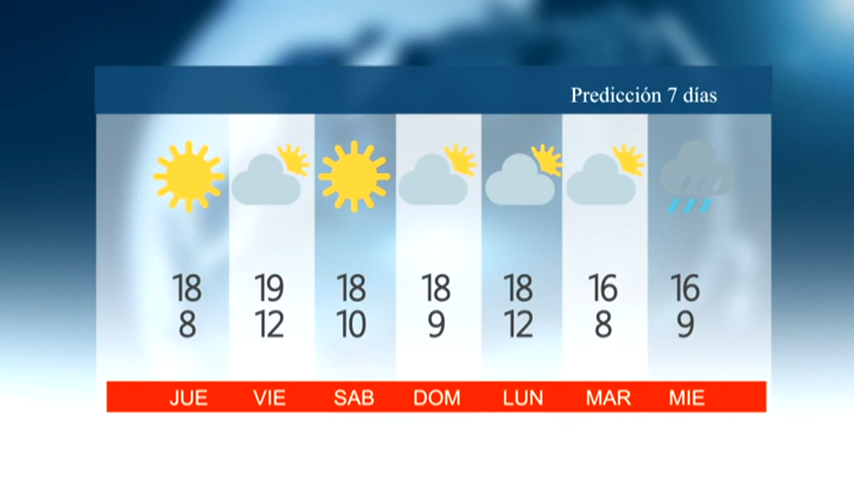 Predicción 7 días
18 19 18 18 18 16 16
8 12 10 9 12 8 9
JUE VIE SAB DOM LUN MAR MIE